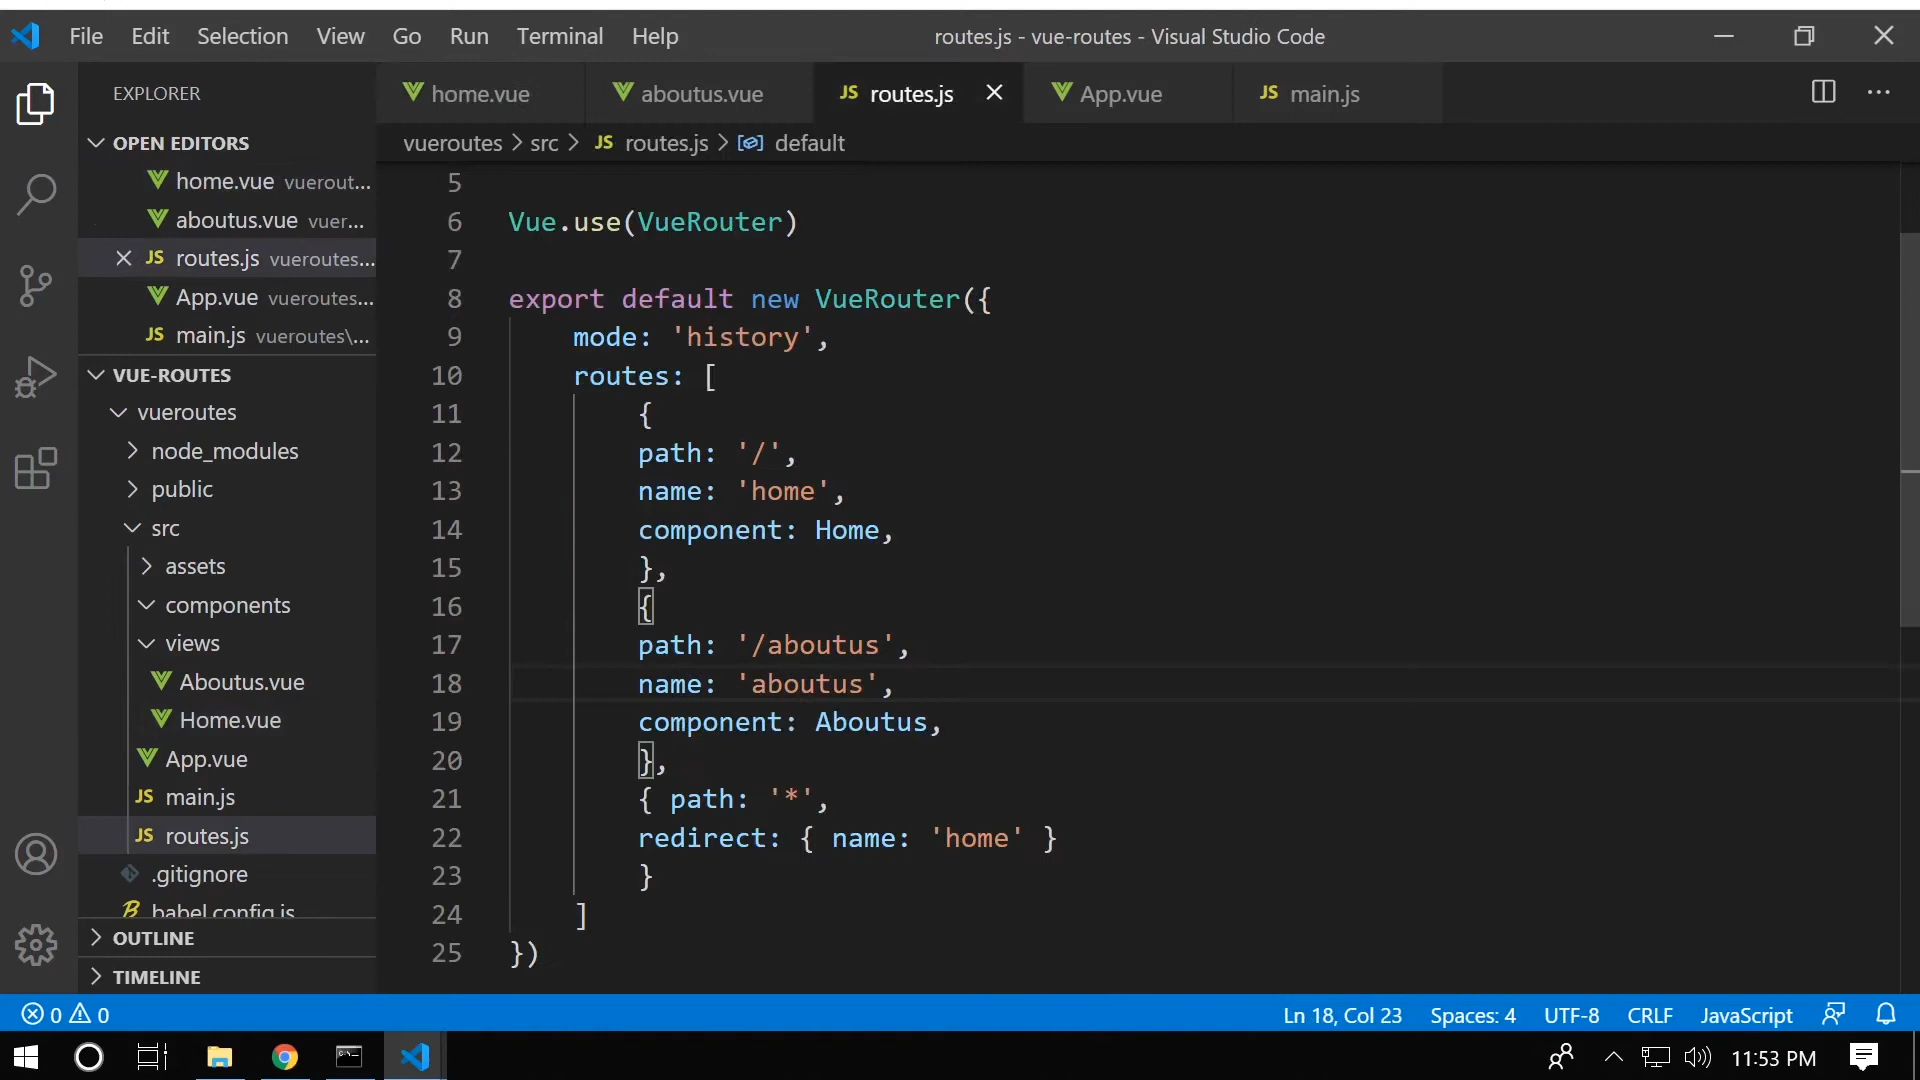 File Edit Selection View Go Run Terminal Help routes.js - vue-routes - Visual Studio Code
EXPLORER
OPEN EDITORS
home.vue vuerout...
aboutus.vue vuer...
JS routes.js vueroutes...
App.vue vueroutes...
JS main.js vueroutes\...
VUE-ROUTES
vueroutes
node_modules
public
src
assets
components
views
Aboutus.vue
Home.vue
App.vue
JS main.js
JS routes.js
.gitignore
babel.config.js
OUTLINE
TIMELINE
home.vue aboutus.vue JS routes.js App.vue JS main.js
vueroutes > src > JS routes.js > default
5
6 Vue.use(VueRouter)
7
8 export default new VueRouter({
9 mode: 'history',
10 routes: [
11 {
12 path: '/',
13 name: 'home',
14 component: Home,
15 },
16 {
17 path: '/aboutus',
18 name: 'aboutus',
19 component: Aboutus,
20 },
21 { path: '*',
22 redirect: { name: 'home' }
23 }
24 ]
25 })
0 0 Ln 18, Col 23 Spaces: 4 UTF-8 CRLF JavaScript
11:53 PM